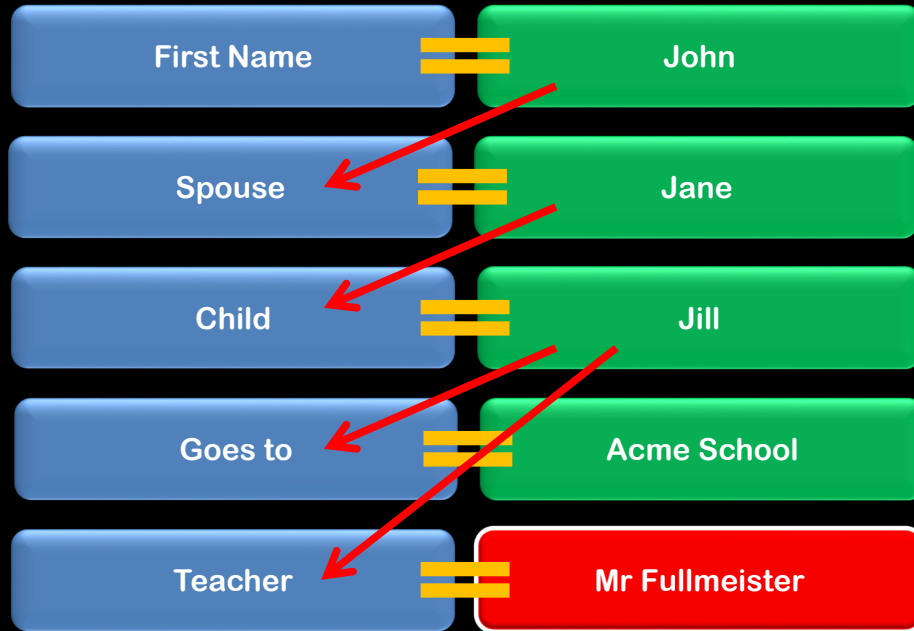 First Name
John
Spouse
Jane
Child
Jill
Goes to
Acme School
Teacher
Mr Fullmeister